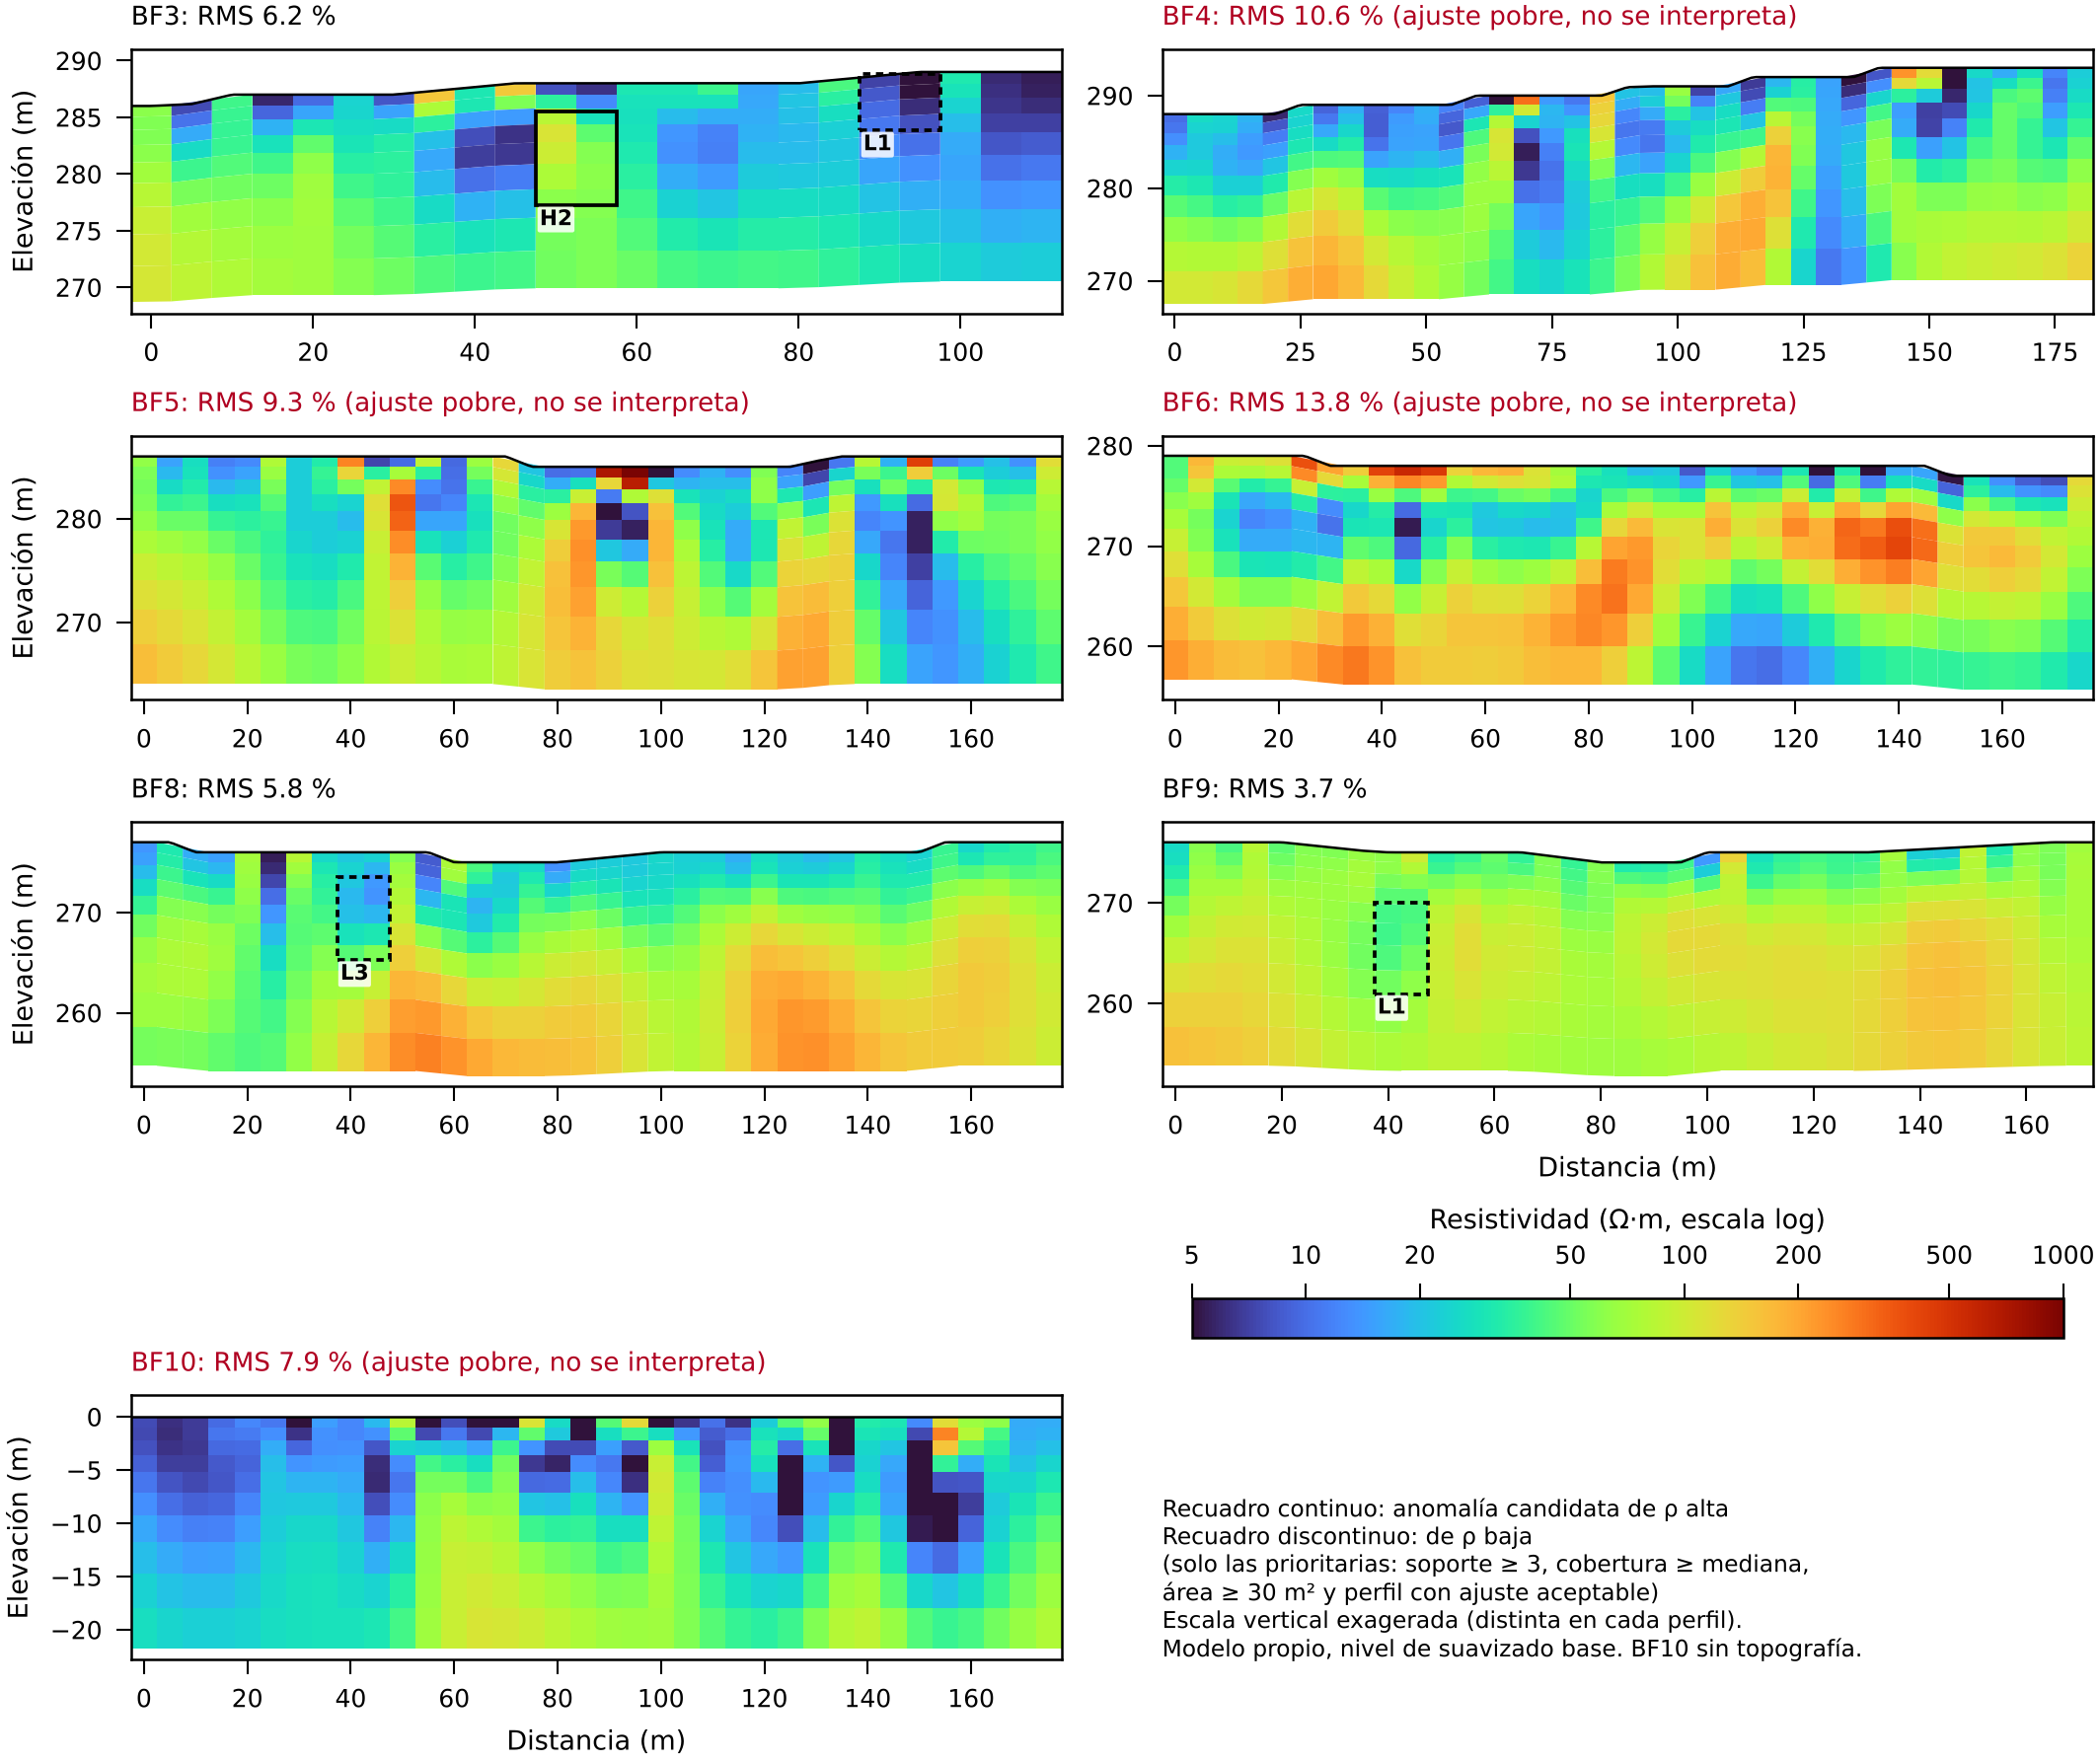 BF3: RMS 6.2 %
Elevación (m)
290
285
280
275
270
H2
L1
0 20 40 60 80 100
BF4: RMS 10.6 % (ajuste pobre, no se interpreta)
290
280
270
0 25 50 75 100 125 150 175
BF5: RMS 9.3 % (ajuste pobre, no se interpreta)
Elevación (m)
280
270
0 20 40 60 80 100 120 140 160
BF6: RMS 13.8 % (ajuste pobre, no se interpreta)
280
270
260
0 20 40 60 80 100 120 140 160
BF8: RMS 5.8 %
Elevación (m)
270
260
L3
0 20 40 60 80 100 120 140 160
BF9: RMS 3.7 %
270
260
L1
0 20 40 60 80 100 120 140 160
Distancia (m)
Resistividad (Ω·m, escala log)
5 10 20 50 100 200 500 1000
BF10: RMS 7.9 % (ajuste pobre, no se interpreta)
Elevación (m)
0
−5
−10
−15
−20
0 20 40 60 80 100 120 140 160
Distancia (m)
Recuadro continuo: anomalía candidata de ρ alta
Recuadro discontinuo: de ρ baja
(solo las prioritarias: soporte ≥ 3, cobertura ≥ mediana,
área ≥ 30 m² y perfil con ajuste aceptable)
Escala vertical exagerada (distinta en cada perfil).
Modelo propio, nivel de suavizado base. BF10 sin topografía.